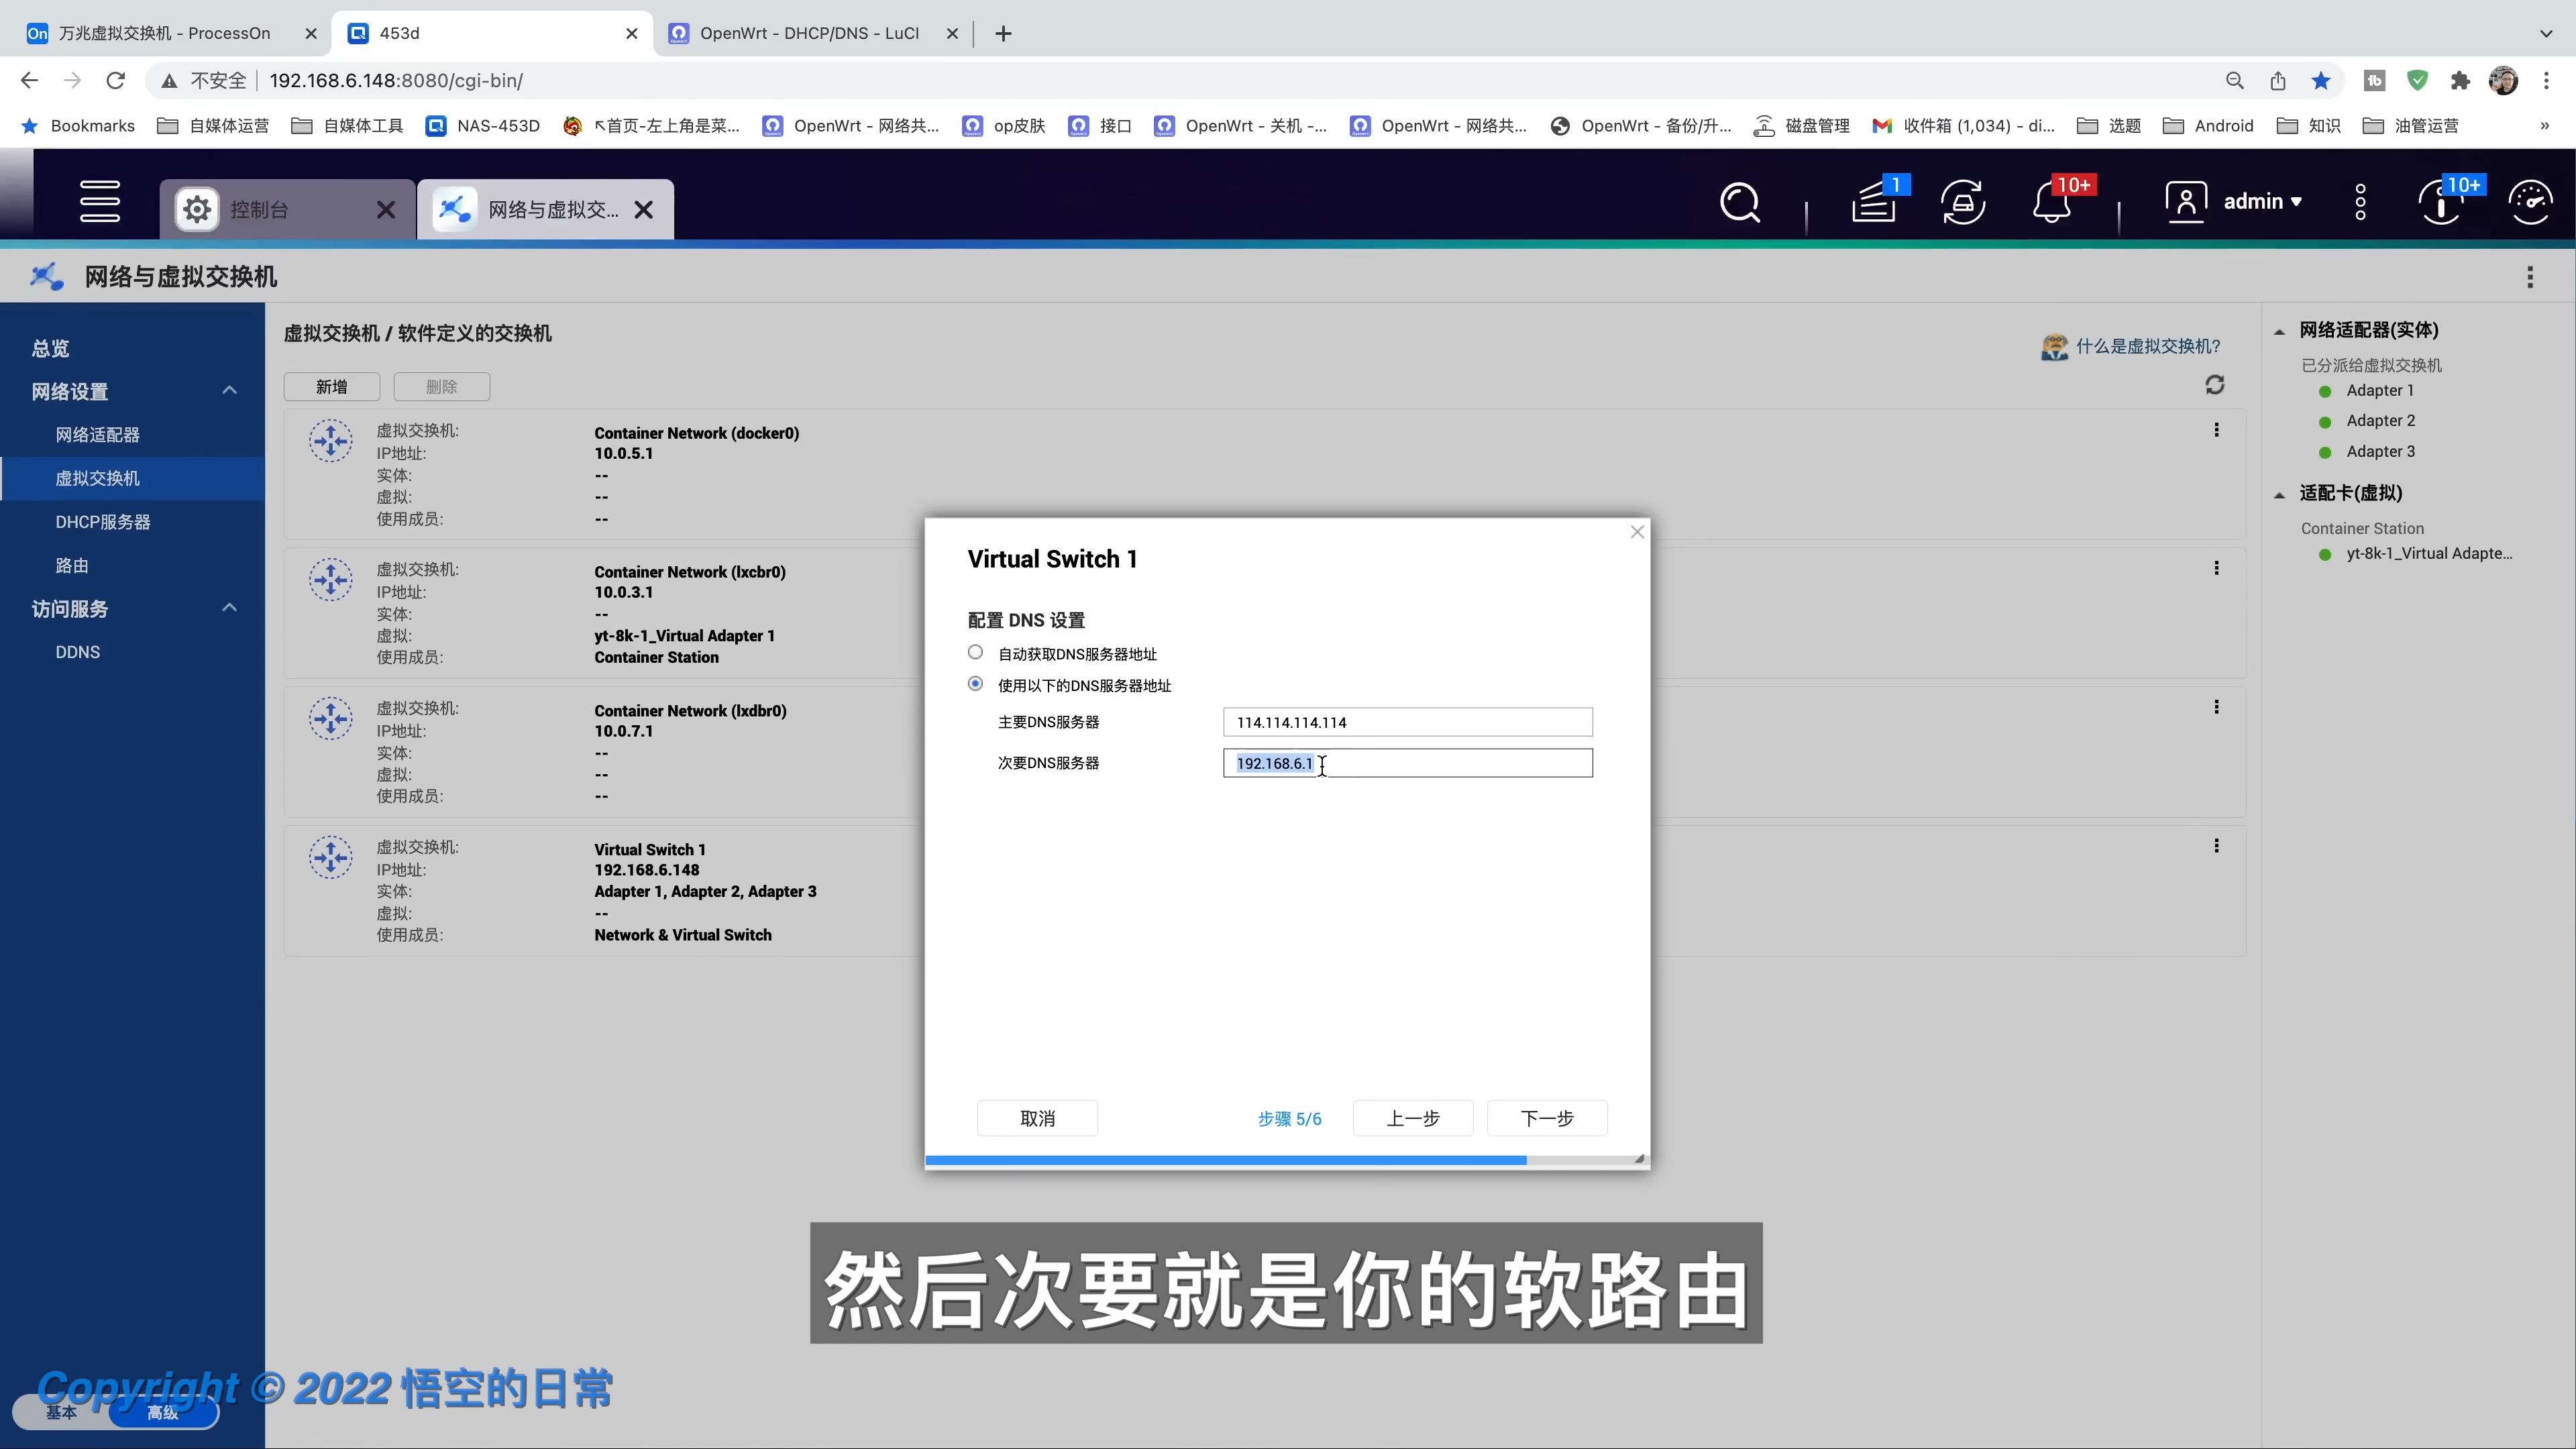 On 万兆虚拟交换机 - ProcessOn
453d
OpenWrt - DHCP/DNS - LuCI
不安全 192.168.6.148:8080/cgi-bin/
Bookmarks 自媒体运营 自媒体工具 NAS-453D ↖首页-左上角是菜... OpenWrt - 网络共... op皮肤 接口 OpenWrt - 关机 -... OpenWrt - 网络共... OpenWrt - 备份/升... 磁盘管理 收件箱 (1,034) - di... 选题 Android 知识 油管运营 »
控制台
网络与虚拟交...
1
10+
admin
10+
网络与虚拟交换机
总览
网络设置
网络适配器
虚拟交换机
DHCP服务器
路由
访问服务
DDNS
基本
高级
虚拟交换机 / 软件定义的交换机
什么是虚拟交换机?
新增
删除
虚拟交换机: Container Network (docker0)
IP地址: 10.0.5.1
实体: --
虚拟: --
使用成员: --
虚拟交换机: Container Network (lxcbr0)
IP地址: 10.0.3.1
实体: --
虚拟: yt-8k-1_Virtual Adapter 1
使用成员: Container Station
虚拟交换机: Container Network (lxdbr0)
IP地址: 10.0.7.1
实体: --
虚拟: --
使用成员: --
虚拟交换机: Virtual Switch 1
IP地址: 192.168.6.148
实体: Adapter 1, Adapter 2, Adapter 3
虚拟: --
使用成员: Network & Virtual Switch
网络适配器(实体)
已分派给虚拟交换机
Adapter 1
Adapter 2
Adapter 3
适配卡(虚拟)
Container Station
yt-8k-1_Virtual Adapte...
Virtual Switch 1
配置 DNS 设置
自动获取DNS服务器地址
使用以下的DNS服务器地址
主要DNS服务器 114.114.114.114
次要DNS服务器 192.168.6.1
取消
步骤 5/6
上一步
下一步
然后次要就是你的软路由
Copyright © 2022 悟空的日常